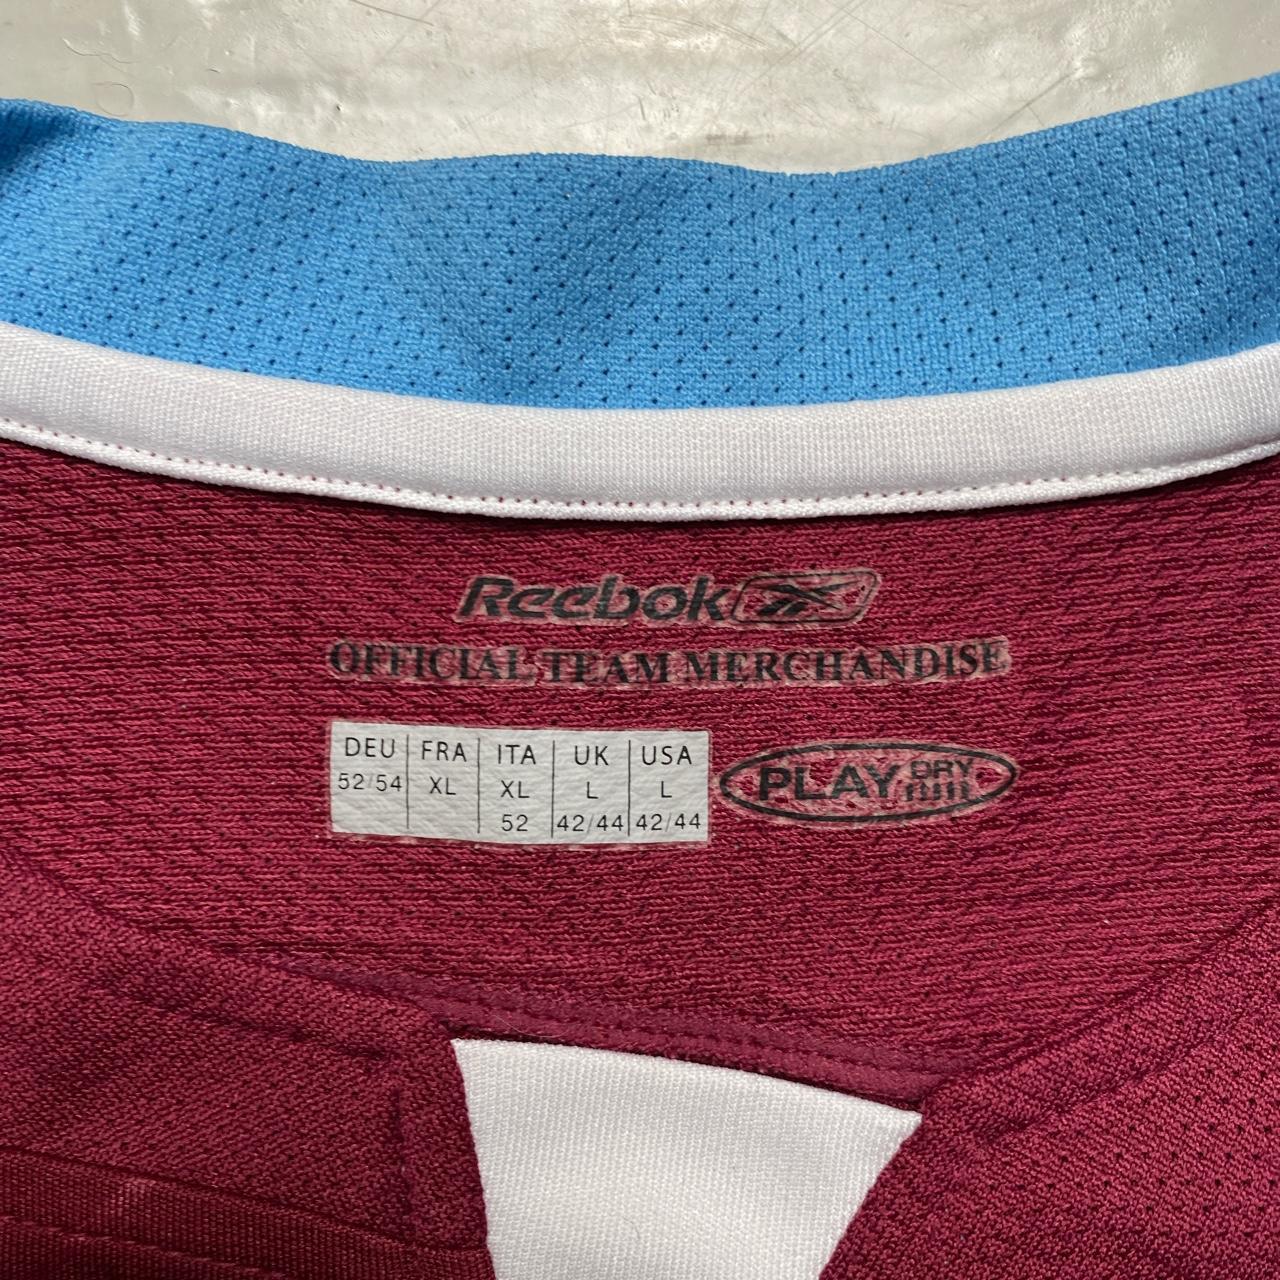 Reebok
OFFICIAL TEAM MERCHANDISE
DEU FRA ITA UK USA
52/54 XL XL L L
52 42/44 42/44
PLAY DRY